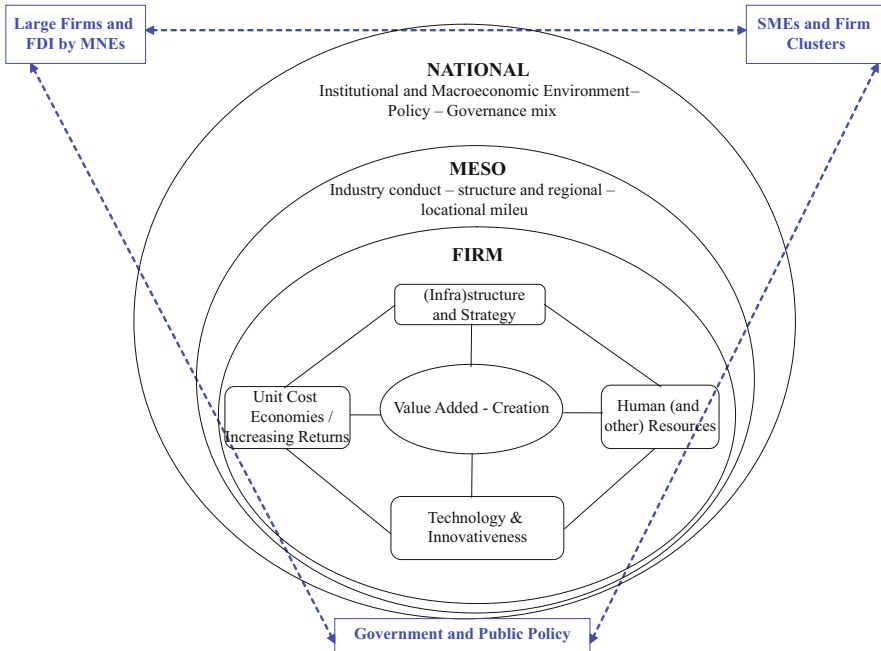 Large Firms and
FDI by MNEs
SMEs and Firm
Clusters
NATIONAL
Institutional and Macroeconomic Environment–
Policy – Governance mix
MESO
Industry conduct – structure and regional –
locational mileu
FIRM
(Infra)structure
and Strategy
Unit Cost
Economies /
Increasing Returns
Value Added - Creation
Human (and
other) Resources
Technology &
Innovativeness
Government and Public Policy